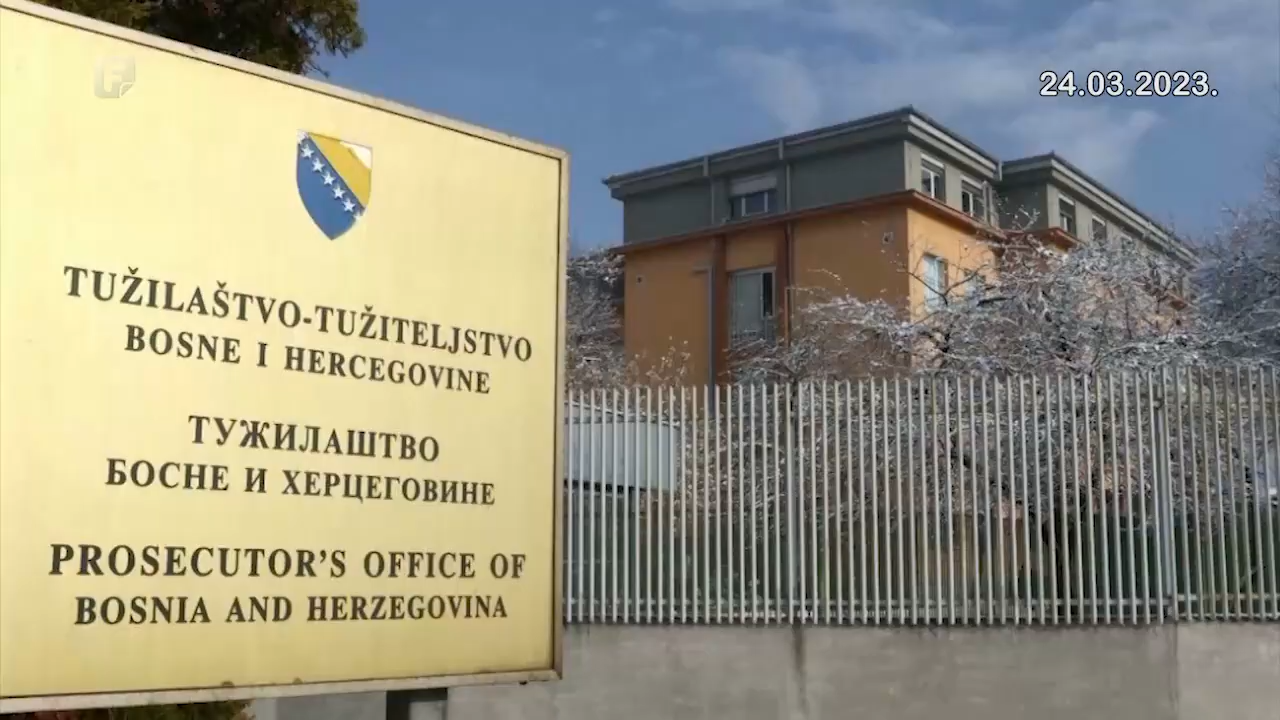 24.03.2023.
TUŽILAŠTVO-TUŽITELJSTVO
BOSNE I HERCEGOVINE
ТУЖИЛАШТВО
БОСНЕ И ХЕРЦЕГОВИНЕ
PROSECUTOR'S OFFICE OF
BOSNIA AND HERZEGOVINA